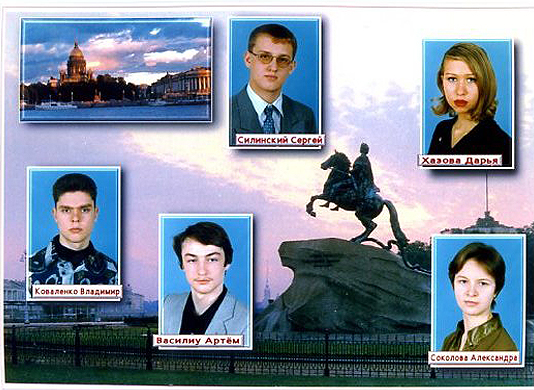 Силинский Сергей
Хазова Дарья
Коваленко Владимир
Василиу Артём
Соколова Александра